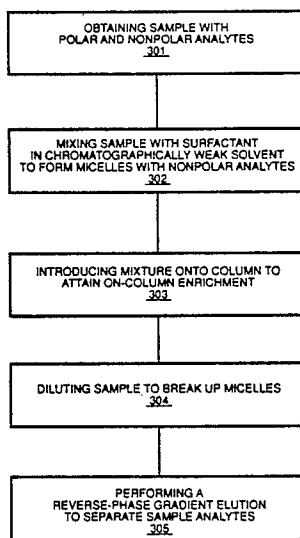 OBTAINING SAMPLE WITH
POLAR AND NONPOLAR ANALYTES
301
MIXING SAMPLE WITH SURFACTANT
IN CHROMATOGRAPHICALLY WEAK SOLVENT
TO FORM MICELLES WITH NONPOLAR ANALYTES
302
INTRODUCING MIXTURE ONTO COLUMN TO
ATTAIN ON-COLUMN ENRICHMENT
303
DILUTING SAMPLE TO BREAK UP MICELLES
304
PERFORMING A
REVERSE-PHASE GRADIENT ELUTION
TO SEPARATE SAMPLE ANALYTES
305